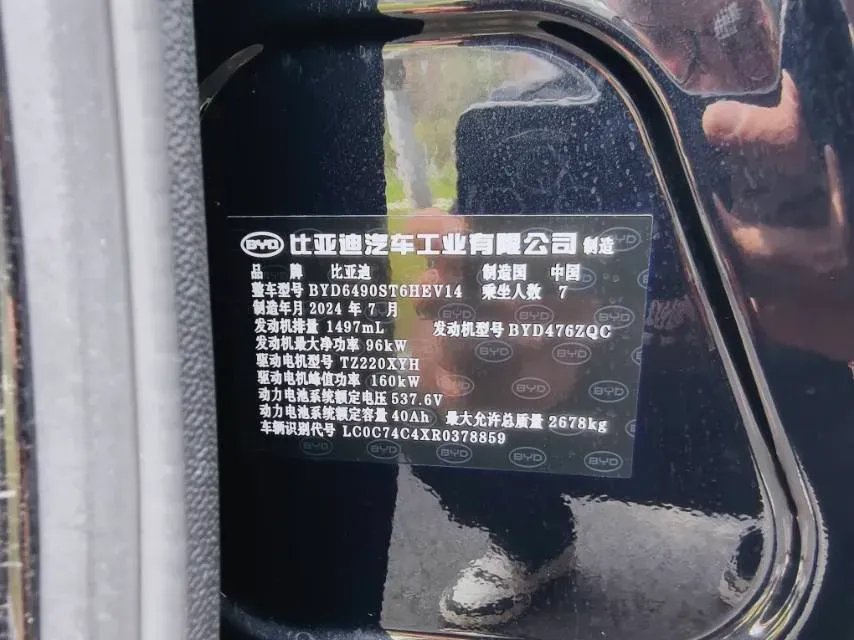 BYD 比亚迪汽车工业有限公司 制造
品 牌 比亚迪 制造国 中国
整车型号 BYD6490ST6HEV14 乘坐人数 7
制造年月 2024 年 7 月
发动机排量 1497mL 发动机型号 BYD476ZQC
发动机最大净功率 96kW
驱动电机型号 TZ220XYH
驱动电机峰值功率 160kW
动力电池系统额定电压 537.6V
动力电池系统额定容量 40Ah 最大允许总质量 2678kg
车辆识别代号 LC0C74C4XR0378859